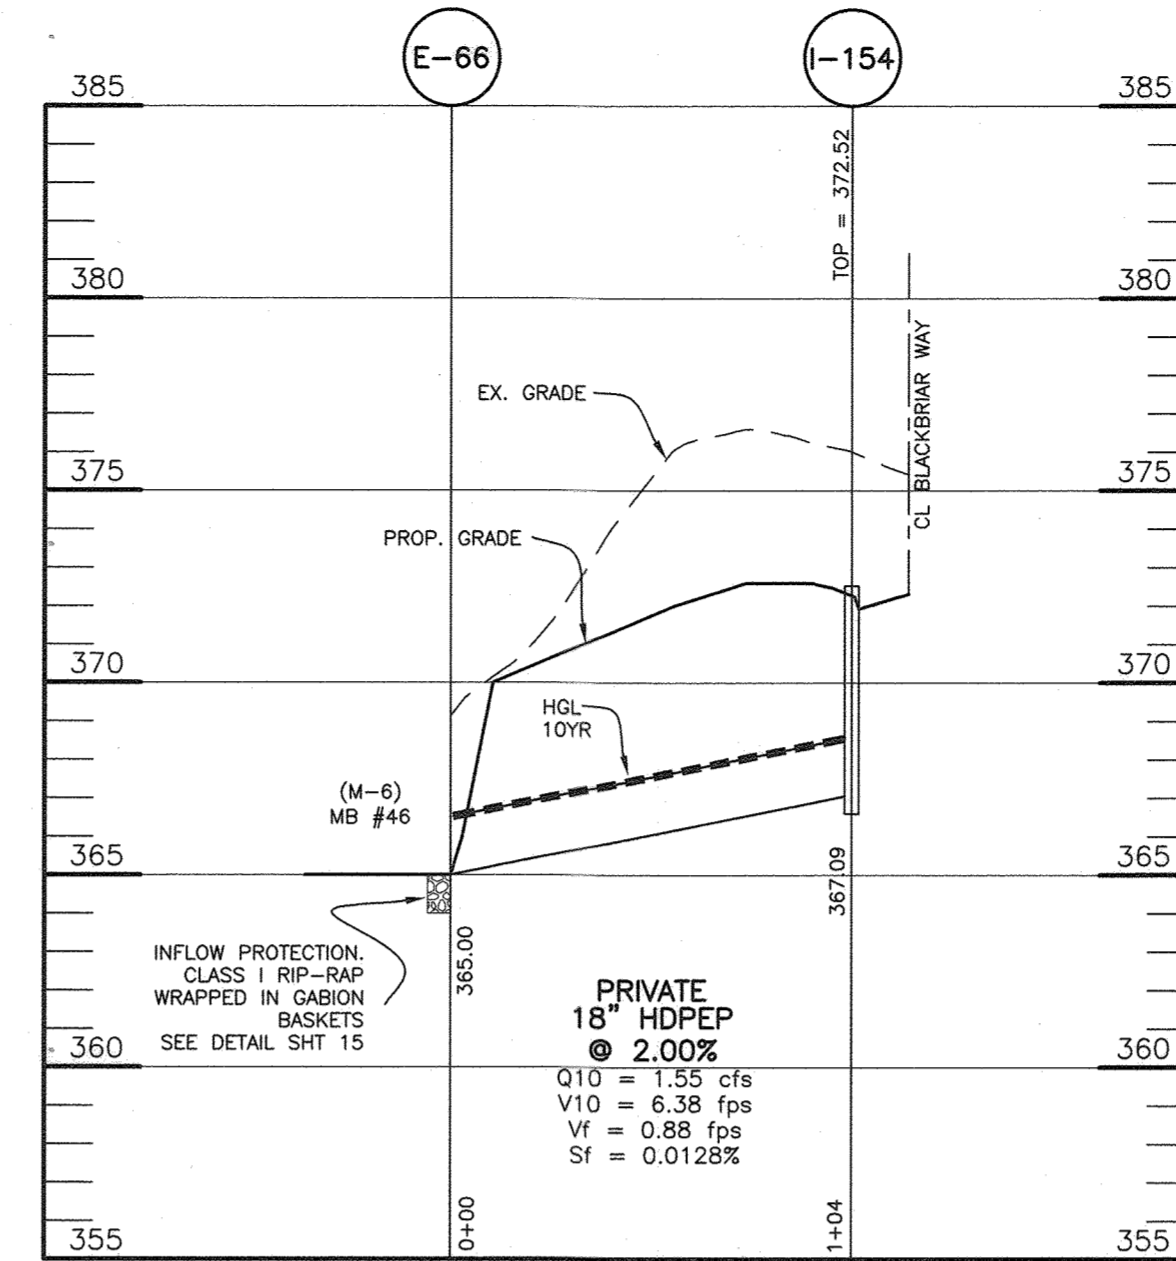 E-66
I-154
385
385
TOP = 372.52
380
380
CL BLACKBRIAR WAY
EX. GRADE
375
375
PROP. GRADE
370
370
HGL
10YR
(M-6)
MB #46
365
365
367.09
365.00
INFLOW PROTECTION.
CLASS I RIP-RAP
WRAPPED IN GABION
BASKETS
SEE DETAIL SHT 15
PRIVATE
18" HDPEP
@ 2.00%
360
360
Q10 = 1.55 cfs
V10 = 6.38 fps
Vf = 0.88 fps
Sf = 0.0128%
0+00
1+04
355
355